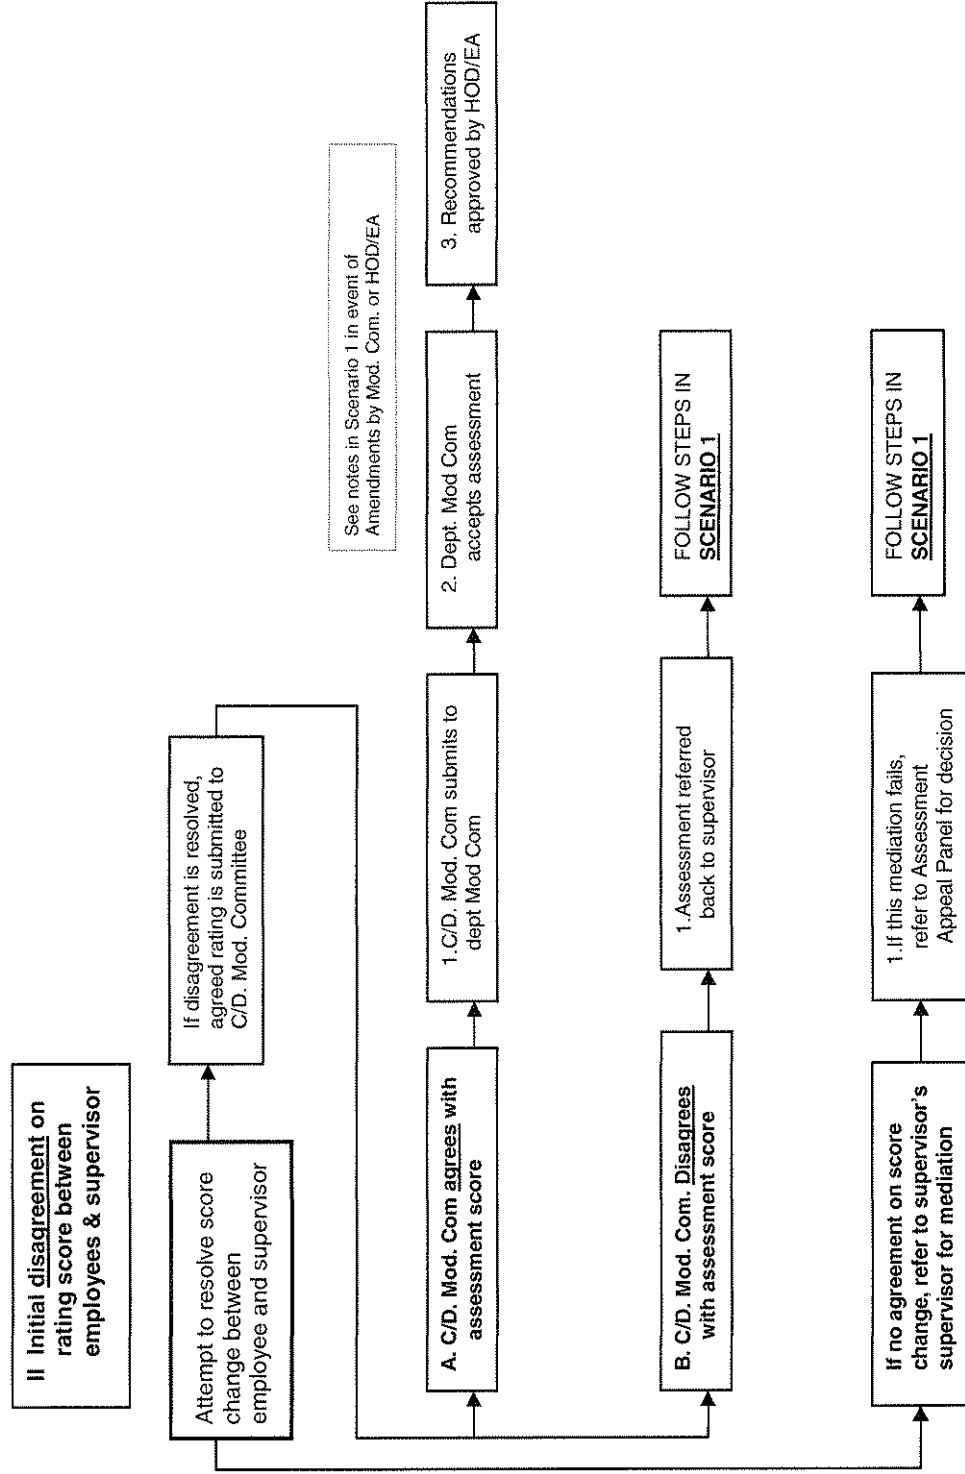 II Initial disagreement on
rating score between
employees & supervisor
Attempt to resolve score
change between
employee and supervisor
If disagreement is resolved,
agreed rating is submitted to
C/D. Mod. Committee
See notes in Scenario 1 in event of
Amendments by Mod. Com. or HOD/EA
A. C/D. Mod. Com agrees with
assessment score
1.C/D. Mod. Com submits to
dept Mod Com
2. Dept. Mod Com
accepts assessment
3. Recommendations
approved by HOD/EA
B. C/D. Mod. Com. Disagrees
with assessment score
1.Assessment referred
back to supervisor
FOLLOW STEPS IN
SCENARIO 1
If no agreement on score
change, refer to supervisor's
supervisor for mediation
1.If this mediation fails,
refer to Assessment
Appeal Panel for decision
FOLLOW STEPS IN
SCENARIO 1